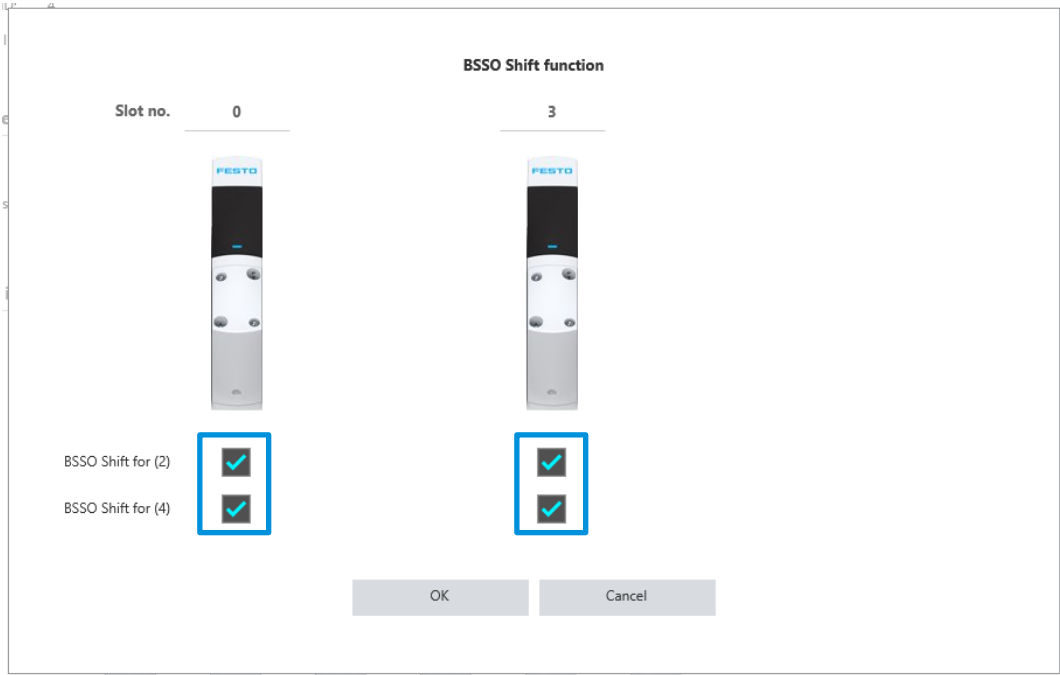 BSSO Shift function
Slot no. 0 3
FESTO FESTO
BSSO Shift for (2)
BSSO Shift for (4)
OK Cancel